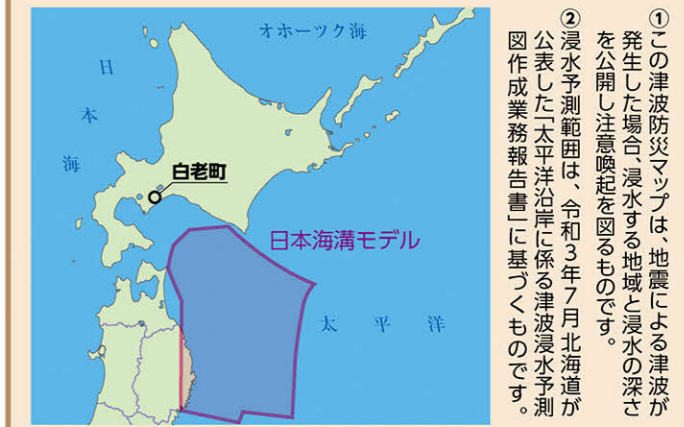 ①この津波防災マップは、地震による津波が
発生した場合、浸水する地域と浸水の深さ
を公開し注意喚起を図るものです。
②浸水予測範囲は、令和3年7月北海道が
公表した「太平洋沿岸に係る津波浸水予測
図作成業務報告書」に基づくものです。
オホーツク海
日本海
白老町
日本海溝モデル
太平洋